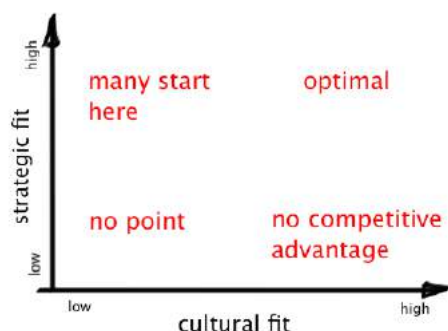 high
many start
here
optimal
strategic fit
no point
no competitive
advantage
low
low
high
cultural fit